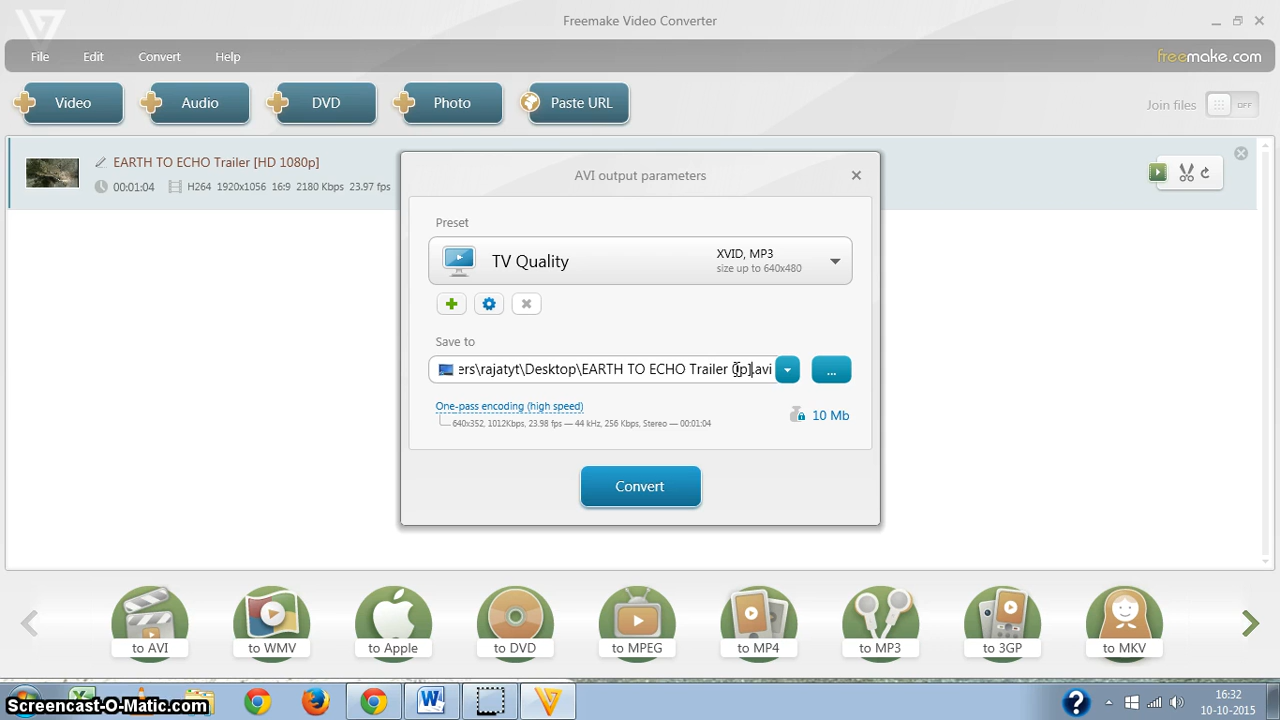 Freemake Video Converter
File Edit Convert Help
freemake.com
Video Audio DVD Photo Paste URL
Join files OFF
EARTH TO ECHO Trailer [HD 1080p]
00:01:04 H264 1920x1056 16:9 2180 Kbps 23.97 fps
AVI output parameters
Preset
TV Quality
XVID, MP3
size up to 640x480
Save to
ers\rajatyt\Desktop\EARTH TO ECHO Trailer 0p].avi
...
One-pass encoding (high speed)
640x352, 1012Kbps, 23.98 fps — 44 kHz, 256 Kbps, Stereo — 00:01:04
10 Mb
Convert
to AVI to WMV to Apple to DVD to MPEG to MP4 to MP3 to 3GP to MKV
Screencast-O-Matic.com
16:32
10-10-2015